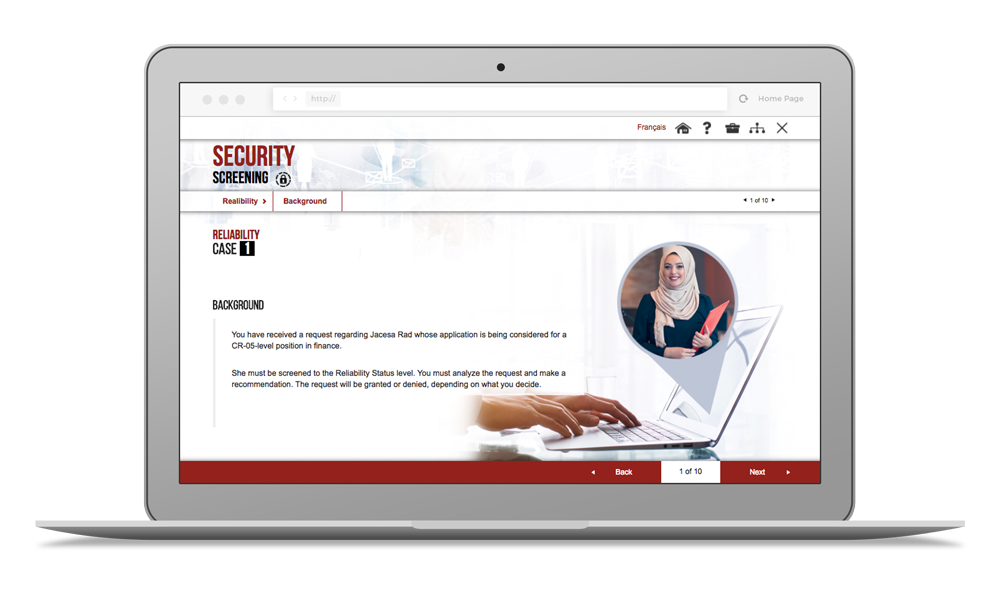 http://
Home Page
Français
?
SECURITY
SCREENING
Realibility
Background
1 of 10
RELIABILITY
CASE 1
BACKGROUND
You have received a request regarding Jacesa Rad whose application is being considered for a
CR-05-level position in finance.
She must be screened to the Reliability Status level. You must analyze the request and make a
recommendation. The request will be granted or denied, depending on what you decide.
Back
1 of 10
Next